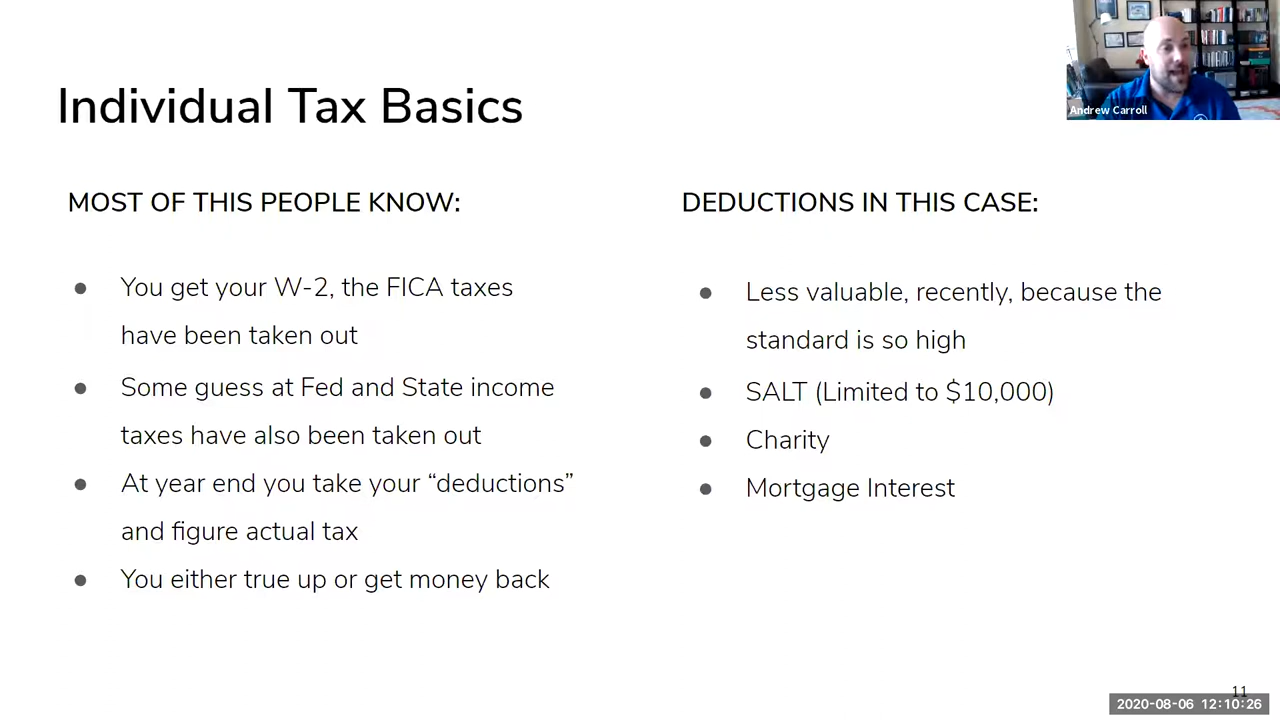 Andrew Carroll
Individual Tax Basics
MOST OF THIS PEOPLE KNOW:
● You get your W-2, the FICA taxes
have been taken out
● Some guess at Fed and State income
taxes have also been taken out
● At year end you take your “deductions”
and figure actual tax
● You either true up or get money back
DEDUCTIONS IN THIS CASE:
● Less valuable, recently, because the
standard is so high
● SALT (Limited to $10,000)
● Charity
● Mortgage Interest
11
2020-08-06 12:10:26